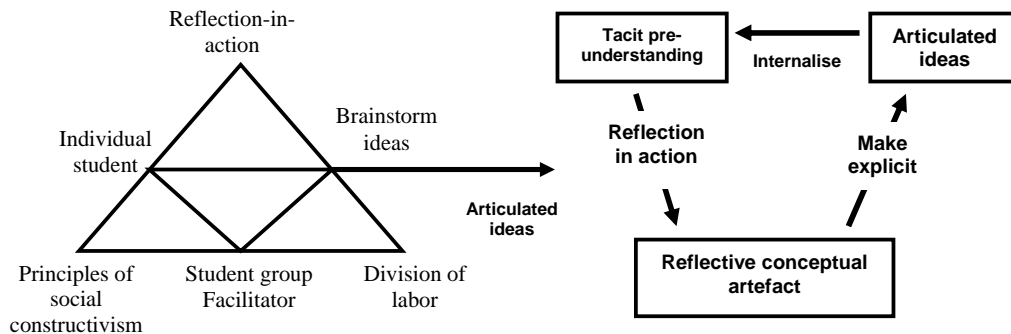 Reflection-in-
action
Individual
student
Brainstorm
ideas
Articulated
ideas
Principles of
social
constructivism
Student group
Facilitator
Division of
labor
Tacit pre-
understanding
Internalise
Articulated
ideas
Reflection
in action
Make
explicit
Reflective conceptual
artefact